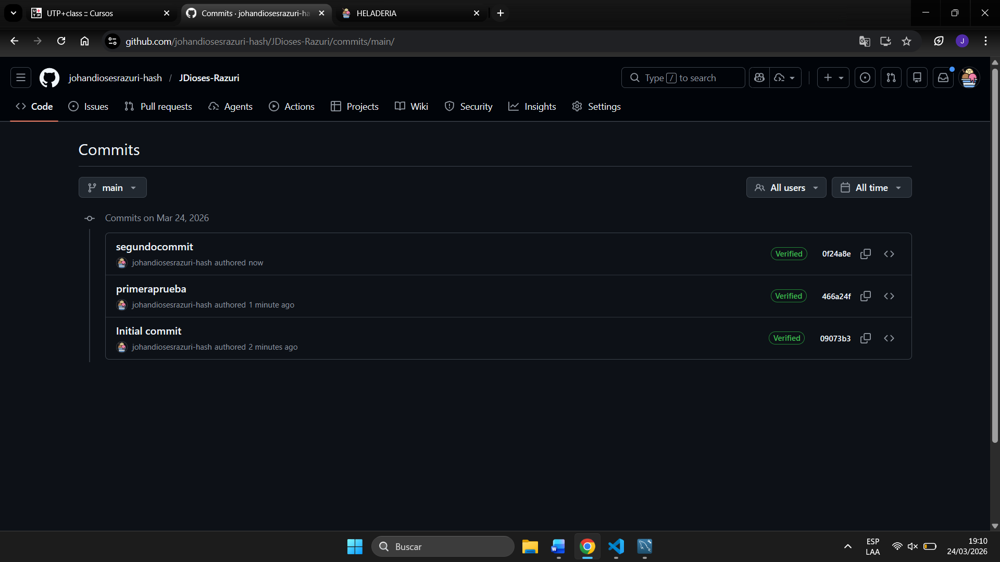 UTP+class :: Cursos
Commits · johandiosesrazuri-ha
HELADERIA
github.com/johandiosesrazuri-hash/JDioses-Razuri/commits/main/
J
johandiosesrazuri-hash / JDioses-Razuri
Type / to search
Code
Issues
Pull requests
Agents
Actions
Projects
Wiki
Security
Insights
Settings
Commits
main
All users
All time
Commits on Mar 24, 2026
segundocommit
johandiosesrazuri-hash authored now
Verified
0f24a8e
primeraprueba
johandiosesrazuri-hash authored 1 minute ago
Verified
466a24f
Initial commit
johandiosesrazuri-hash authored 2 minutes ago
Verified
09073b3
Buscar
ESP
LAA
19:10
24/03/2026